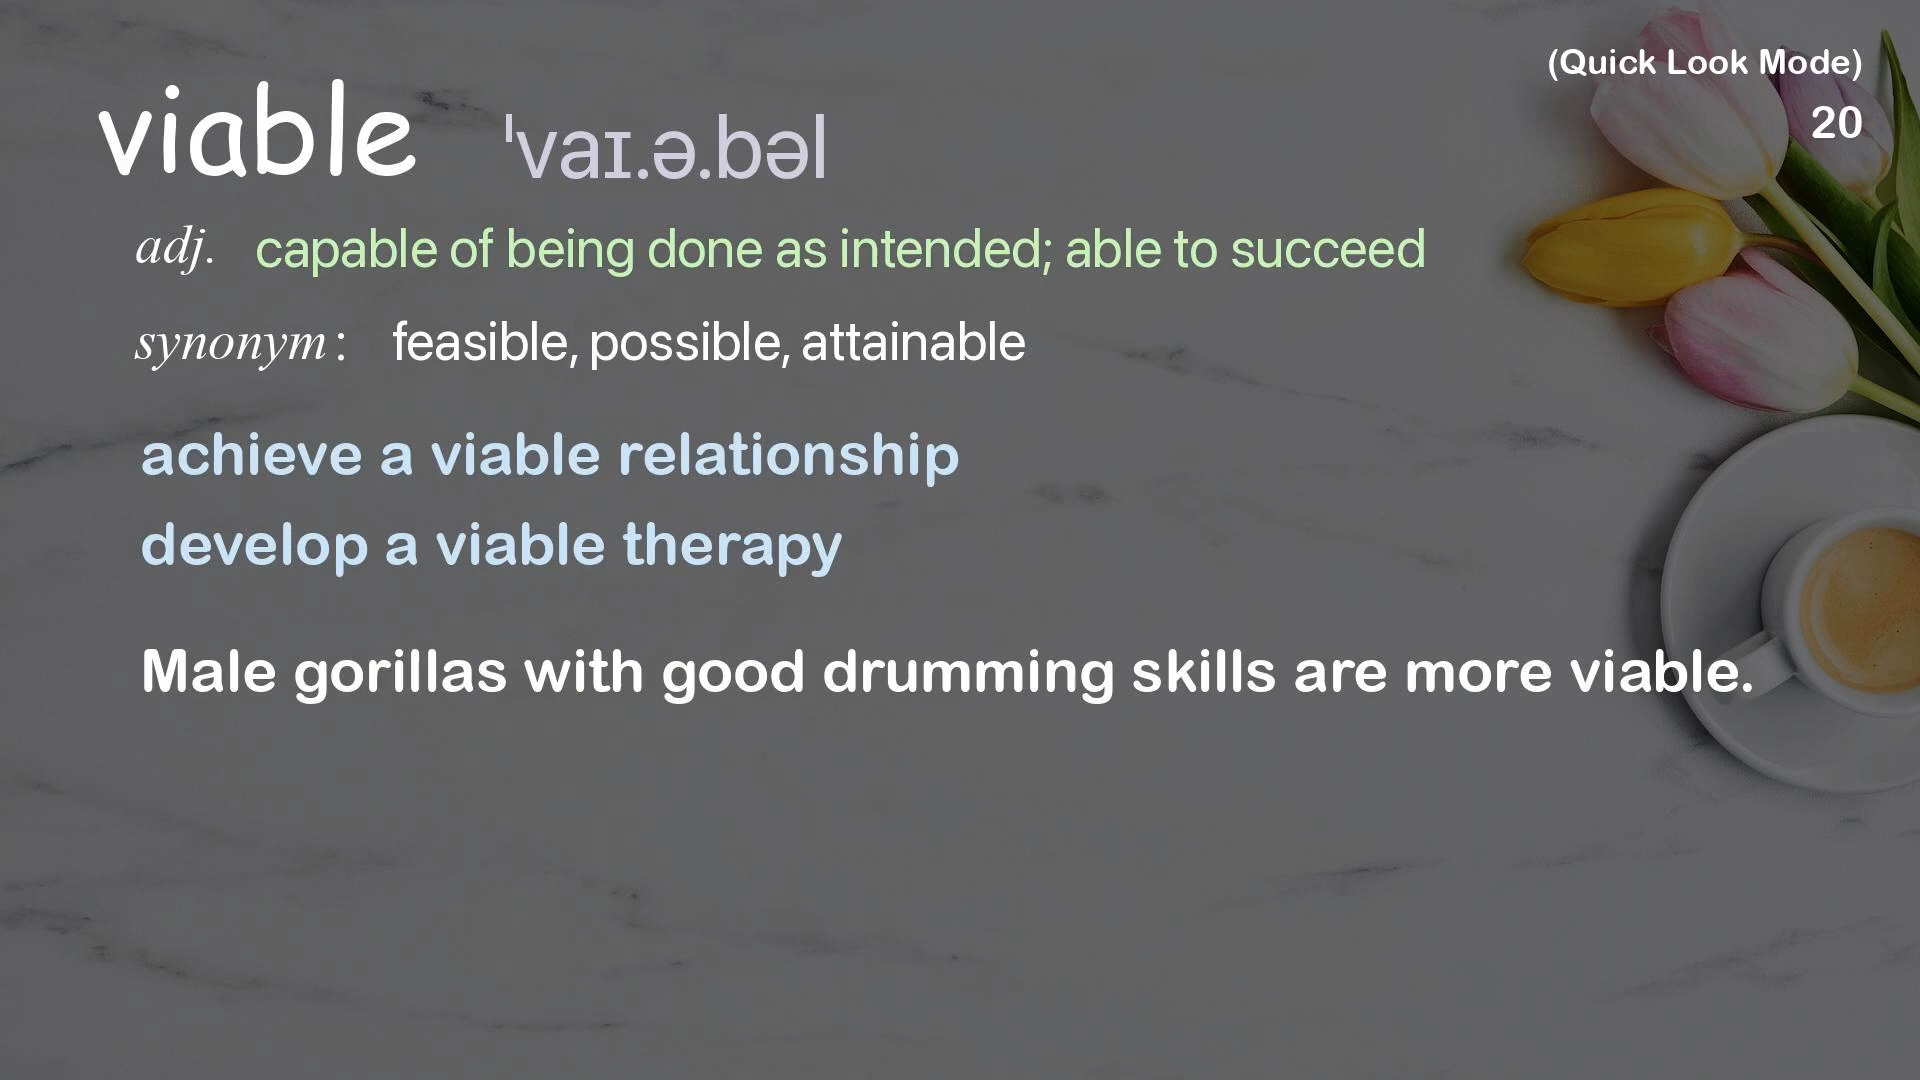 (Quick Look Mode)
20
viable ˈvaɪ.ə.bəl
adj. capable of being done as intended; able to succeed
synonym: feasible, possible, attainable
achieve a viable relationship
develop a viable therapy
Male gorillas with good drumming skills are more viable.